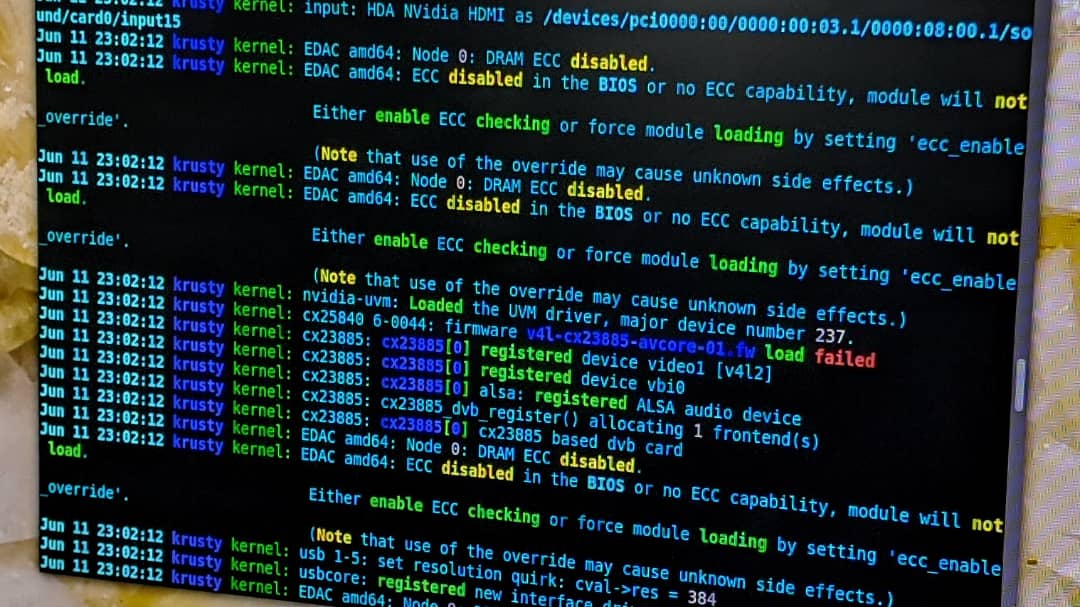 Jun 11 23:02:12 krusty kernel: input: HDA NVidia HDMI as /devices/pci0000:00/0000:00:03.1/0000:08:00.1/so
und/card0/input15
Jun 11 23:02:12 krusty kernel: EDAC amd64: Node 0: DRAM ECC disabled.
Jun 11 23:02:12 krusty kernel: EDAC amd64: ECC disabled in the BIOS or no ECC capability, module will not
load.
Either enable ECC checking or force module loading by setting 'ecc_enable
_override'.
(Note that use of the override may cause unknown side effects.)
Jun 11 23:02:12 krusty kernel: EDAC amd64: Node 0: DRAM ECC disabled.
Jun 11 23:02:12 krusty kernel: EDAC amd64: ECC disabled in the BIOS or no ECC capability, module will not
load.
Either enable ECC checking or force module loading by setting 'ecc_enable
_override'.
(Note that use of the override may cause unknown side effects.)
Jun 11 23:02:12 krusty kernel: nvidia-uvm: Loaded the UVM driver, major device number 237.
Jun 11 23:02:12 krusty kernel: cx25840 6-0044: firmware v4l-cx23885-avcore-01.fw load failed
Jun 11 23:02:12 krusty kernel: cx23885: cx23885[0] registered device video1 [v4l2]
Jun 11 23:02:12 krusty kernel: cx23885: cx23885[0] registered device vbi0
Jun 11 23:02:12 krusty kernel: cx23885: cx23885[0] alsa: registered ALSA audio device
Jun 11 23:02:12 krusty kernel: cx23885: cx23885_dvb_register() allocating 1 frontend(s)
Jun 11 23:02:12 krusty kernel: cx23885: cx23885[0] cx23885 based dvb card
Jun 11 23:02:12 krusty kernel: EDAC amd64: Node 0: DRAM ECC disabled.
Jun 11 23:02:12 krusty kernel: EDAC amd64: ECC disabled in the BIOS or no ECC capability, module will not
load.
Either enable ECC checking or force module loading by setting 'ecc_enable
_override'.
(Note that use of the override may cause unknown side effects.)
Jun 11 23:02:12 krusty kernel: usb 1-5: set resolution quirk: cval->res = 384
Jun 11 23:02:12 krusty kernel: usbcore: registered new interface
Jun 11 23:02:12 krusty kernel: EDAC amd64: Node